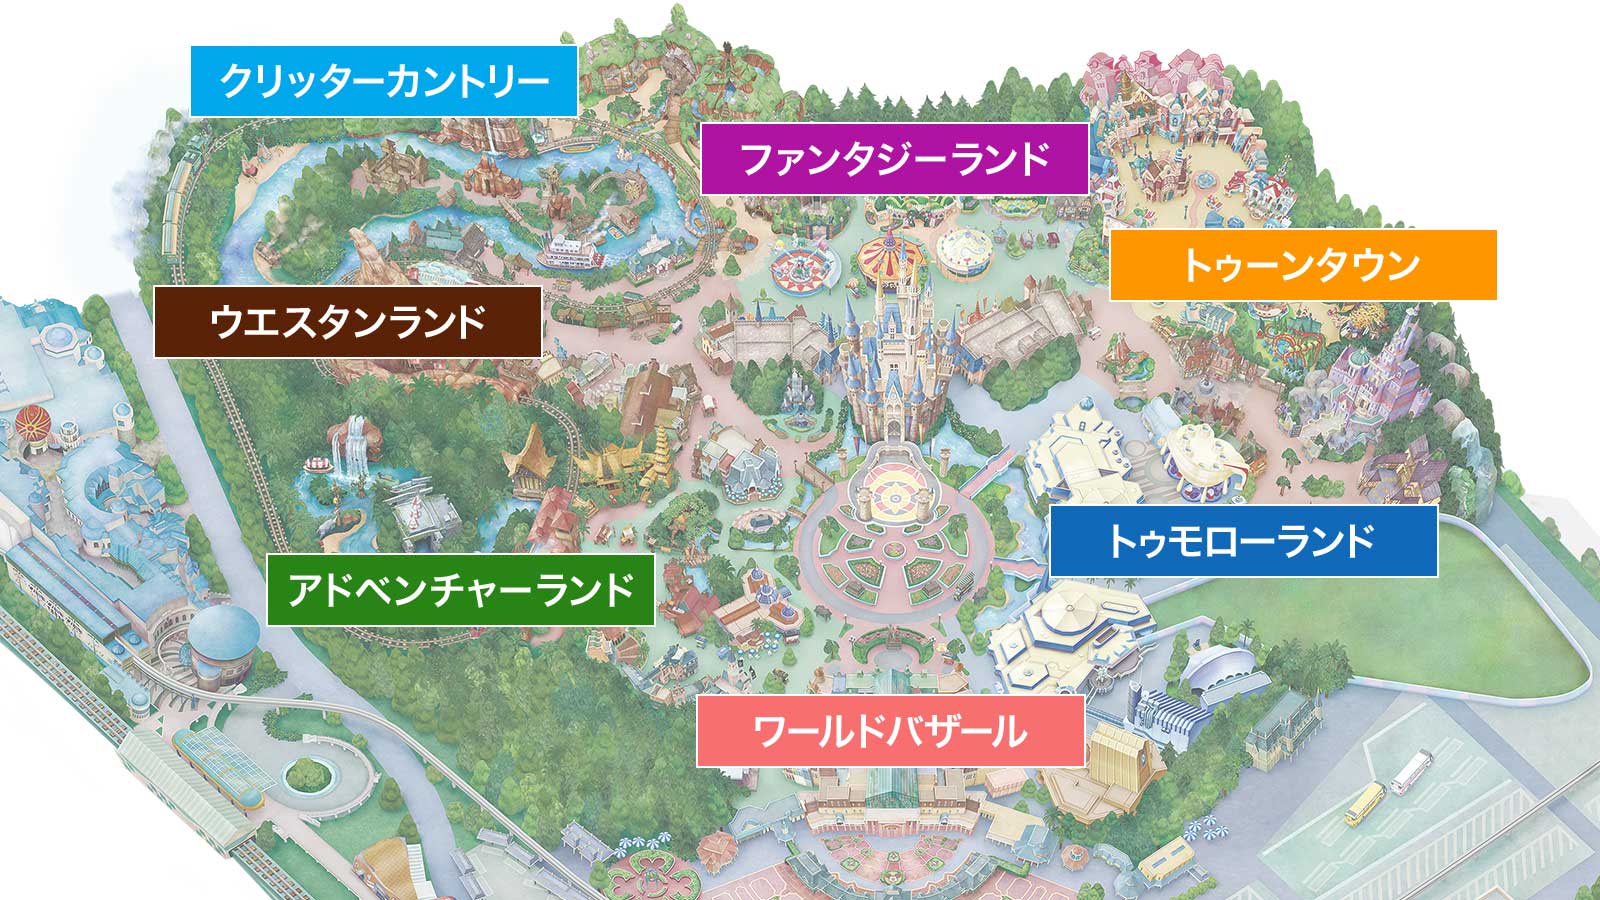 クリッターカントリー
ファンタジーランド
トゥーンタウン
ウエスタンランド
トゥモローランド
アドベンチャーランド
ワールドバザール